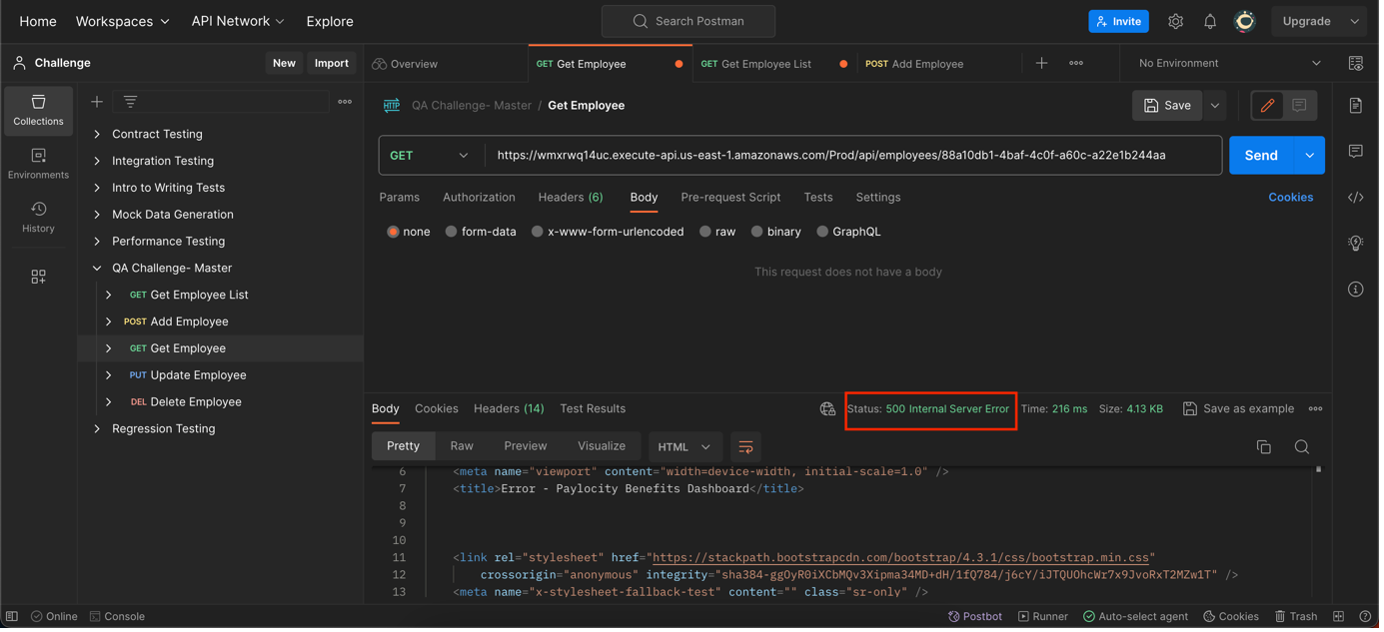 Home Workspaces API Network Explore Search Postman Invite Upgrade
Challenge New Import Overview GET Get Employee GET Get Employee List POST Add Employee No Environment
Collections
Environments
History
Contract Testing
Integration Testing
Intro to Writing Tests
Mock Data Generation
Performance Testing
QA Challenge- Master
GET Get Employee List
POST Add Employee
GET Get Employee
PUT Update Employee
DEL Delete Employee
Regression Testing
HTTP QA Challenge- Master / Get Employee Save
GET https://wmxrwq14uc.execute-api.us-east-1.amazonaws.com/Prod/api/employees/88a10db1-4baf-4c0f-a60c-a22e1b244aa Send
Params Authorization Headers (6) Body Pre-request Script Tests Settings Cookies
none form-data x-www-form-urlencoded raw binary GraphQL
This request does not have a body
Body Cookies Headers (14) Test Results Status: 500 Internal Server Error Time: 216 ms Size: 4.13 KB Save as example
Pretty Raw Preview Visualize HTML
6 <meta name="viewport" content="width=device-width, initial-scale=1.0" />
7 <title>Error - Paylocity Benefits Dashboard</title>
8
9
10
11 <link rel="stylesheet" href="https://stackpath.bootstrapcdn.com/bootstrap/4.3.1/css/bootstrap.min.css"
12 crossorigin="anonymous" integrity="sha384-ggOyR0iXCbMQv3Xipma34MD+dH/1fQ784/j6cY/iJTQUOhcWr7x9JvoRxT2MZw1T" />
13 <meta name="x-stylesheet-fallback-test" content="" class="sr-only" />
Online Console Postbot Runner Auto-select agent Cookies Trash